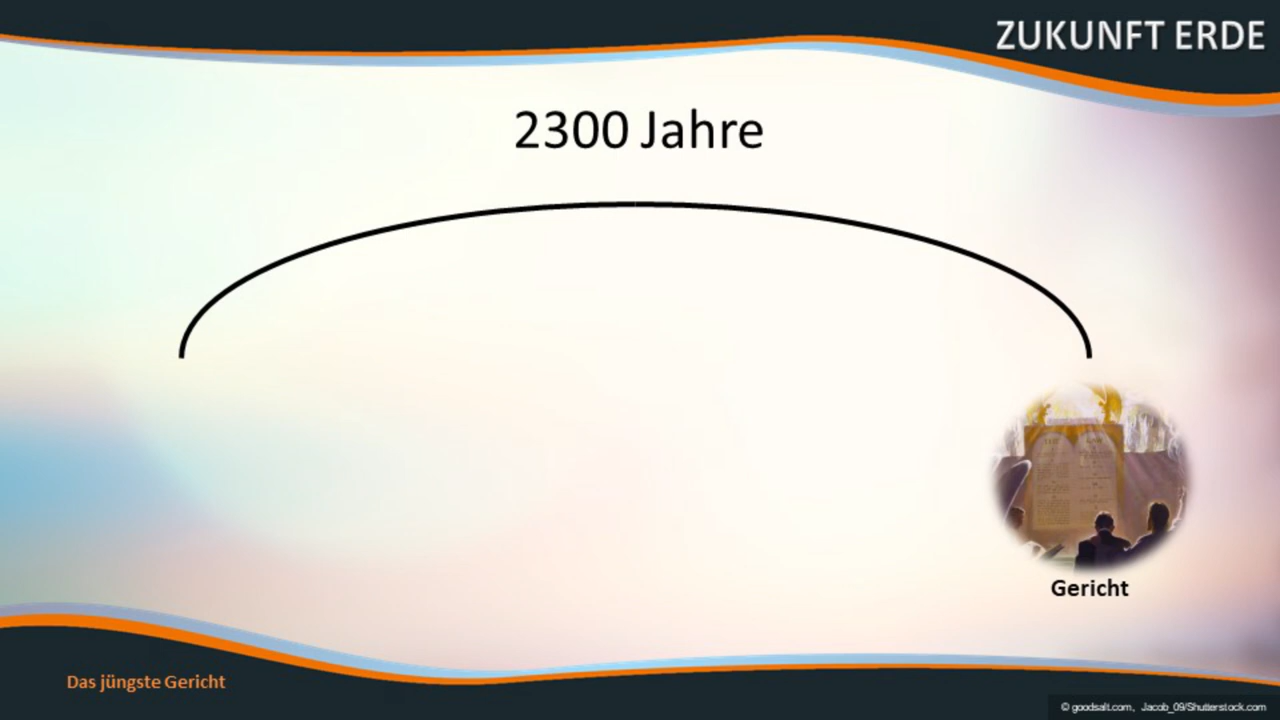 ZUKUNFT ERDE
2300 Jahre
Gericht
Das jüngste Gericht
© goodsalt.com, Jacob_09/Shutterstock.com